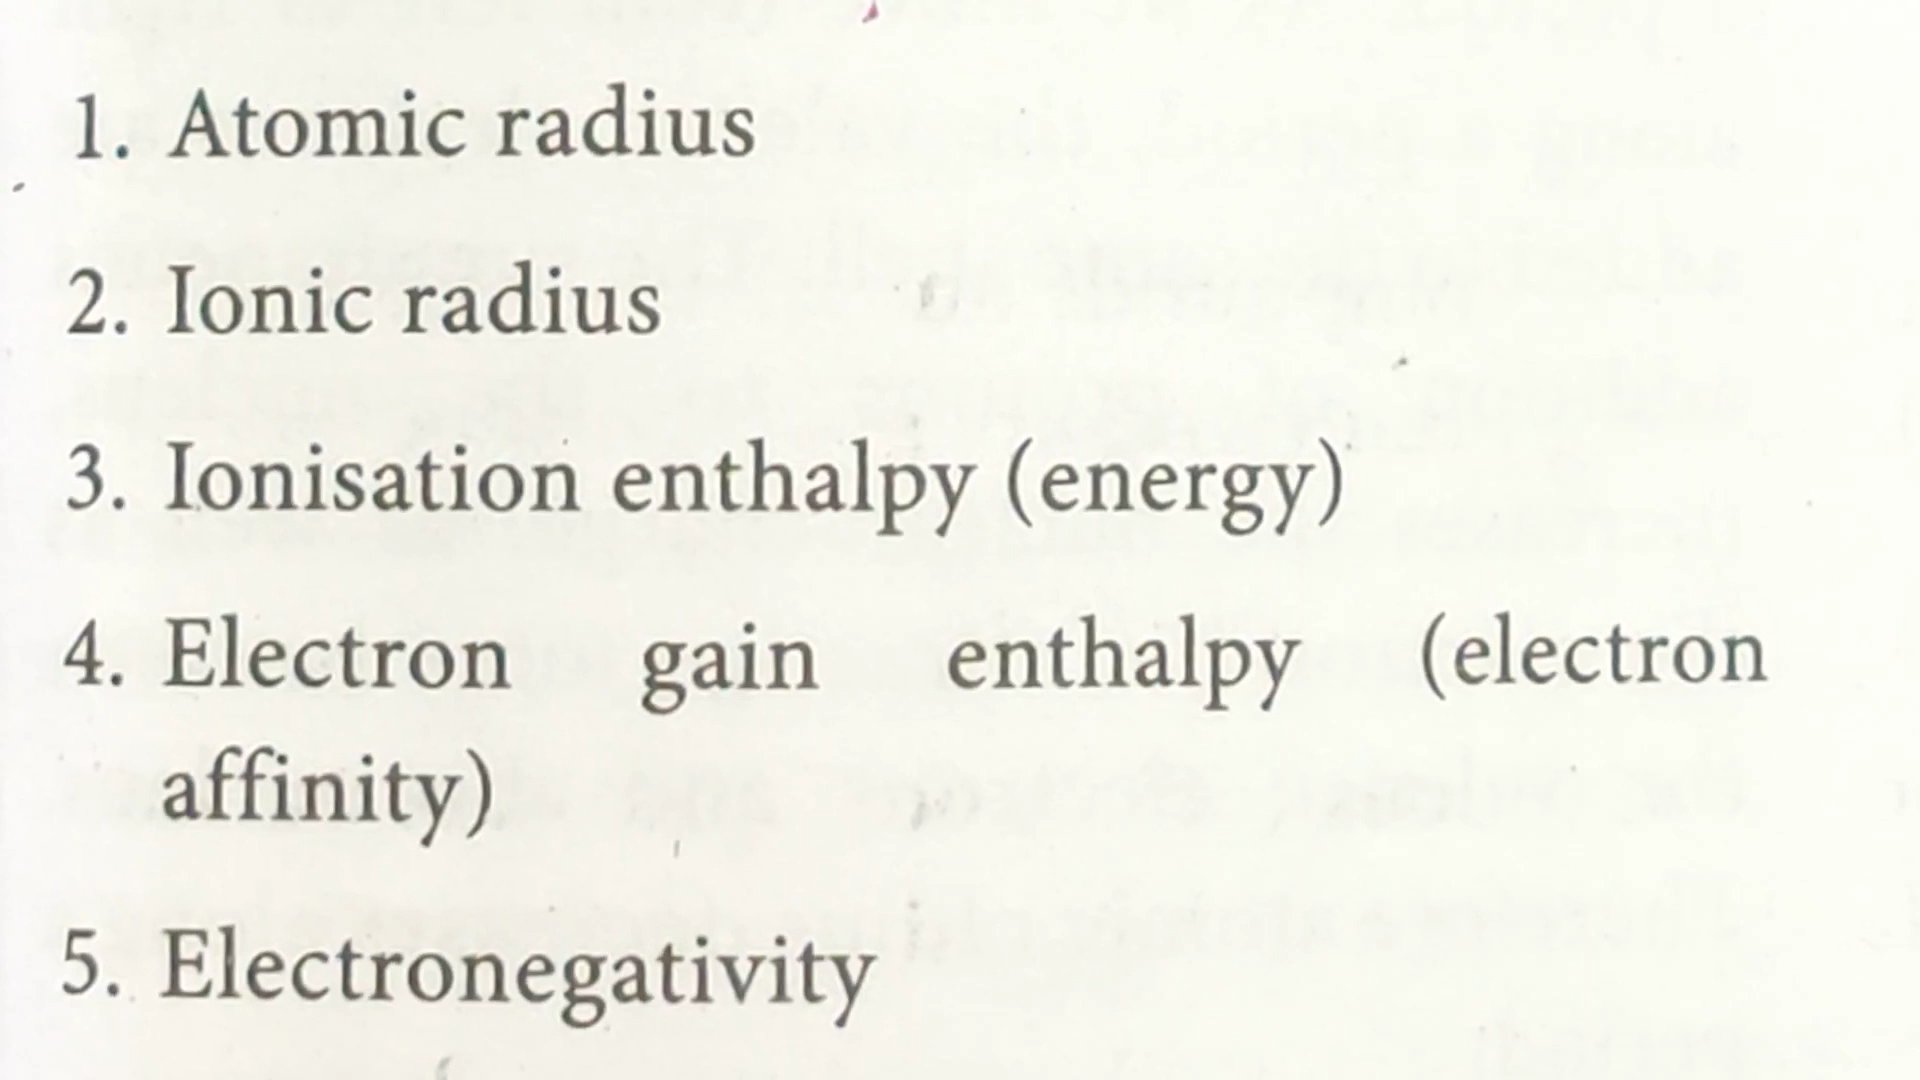 1. Atomic radius
2. Ionic radius
3. Ionisation enthalpy (energy)
4. Electron gain enthalpy (electron
affinity)
5. Electronegativity